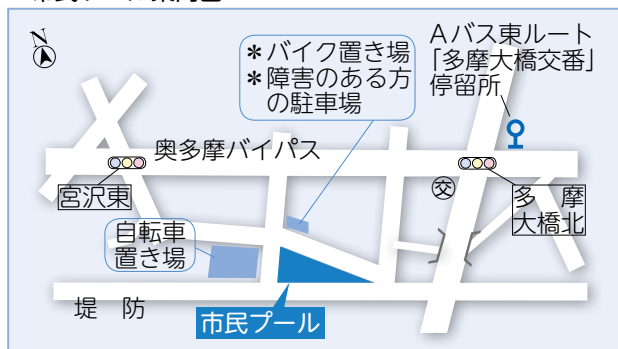 N
Aバス東ルート
「多摩大橋交番」
停留所
＊バイク置き場
＊障害のある方
の駐車場
奥多摩バイパス
宮沢東
交
多摩
大橋北
自転車
置き場
堤防
市民プール